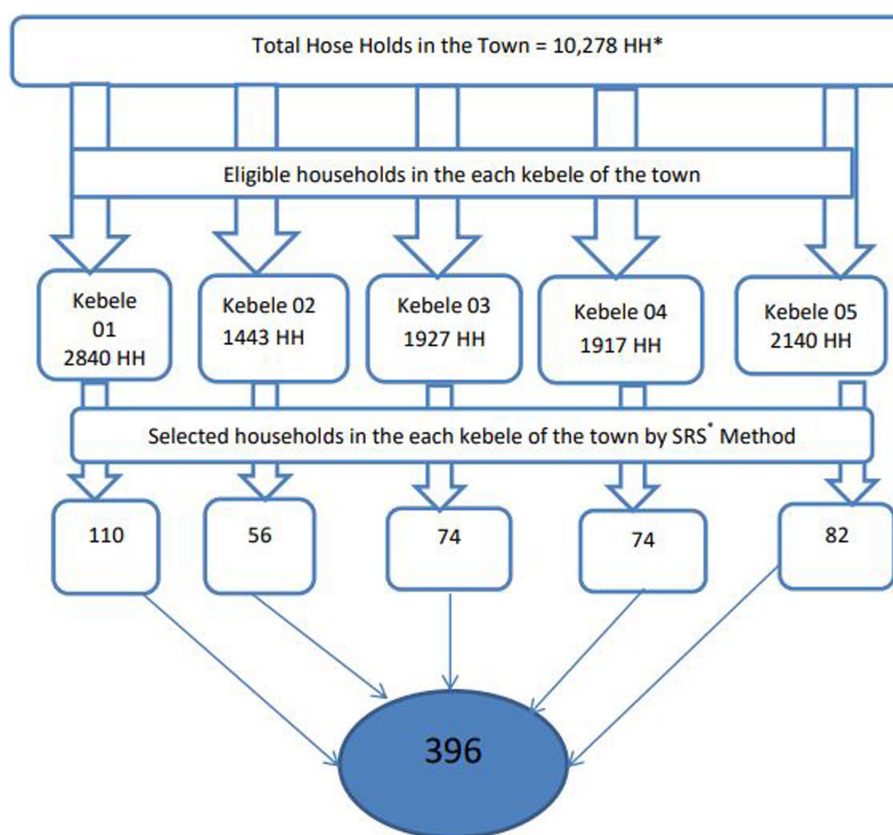 Total Hose Holds in the Town = 10,278 HH*
Eligible households in the each kebele of the town
Kebele
01
2840 HH
Kebele 02
1443 HH
Kebele 03
1927 HH
Kebele 04
1917 HH
Kebele 05
2140 HH
Selected households in the each kebele of the town by SRS* Method
110
56
74
74
82
396